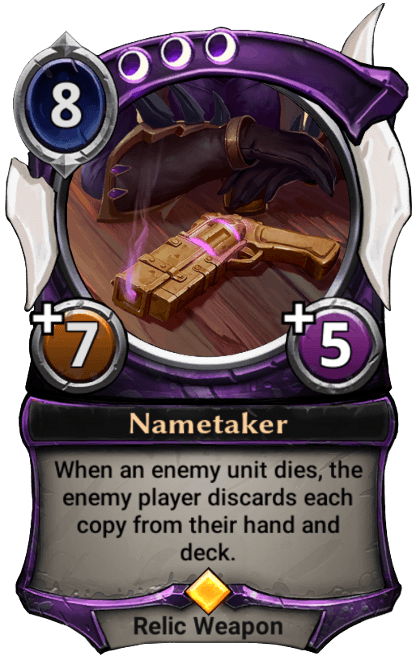 8
+7
+5
Nametaker
When an enemy unit dies, the
enemy player discards each
copy from their hand and
deck.
Relic Weapon